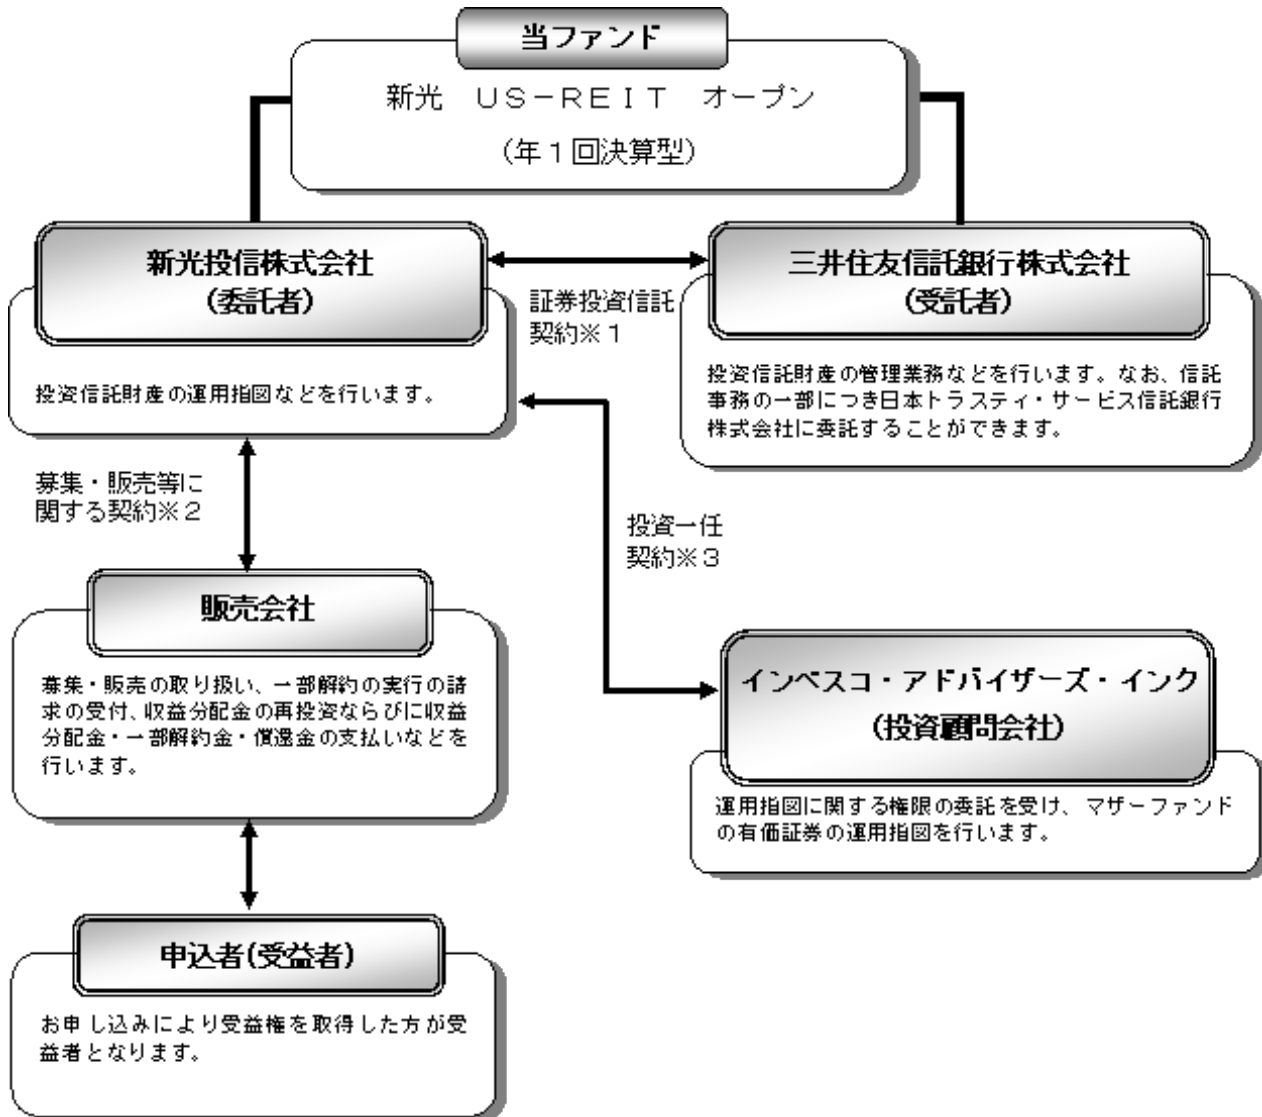 当ファンド
新光 US-REIT オープン
(年1回決算型)
新光投信株式会社
(委託者)
投資信託財産の運用指図などを行います。
証券投資信託
契約※1
三井住友信託銀行株式会社
(受託者)
投資信託財産の管理業務などを行います。なお、信託
事務の一部につき日本トラスティ・サービス信託銀行
株式会社に委託することができます。
募集・販売等に
関する契約※2
投資一任
契約※3
販売会社
募集・販売の取り扱い、一部解約の実行の請
求の受付、収益分配金の再投資ならびに収益
分配金・一部解約金・償還金の支払いなどを
行います。
インベスコ・アドバイザーズ・インク
(投資顧問会社)
運用指図に関する権限の委託を受け、マザーファンド
の有価証券の運用指図を行います。
申込者(受益者)
お申し込みにより受益権を取得した方が受
益者となります。